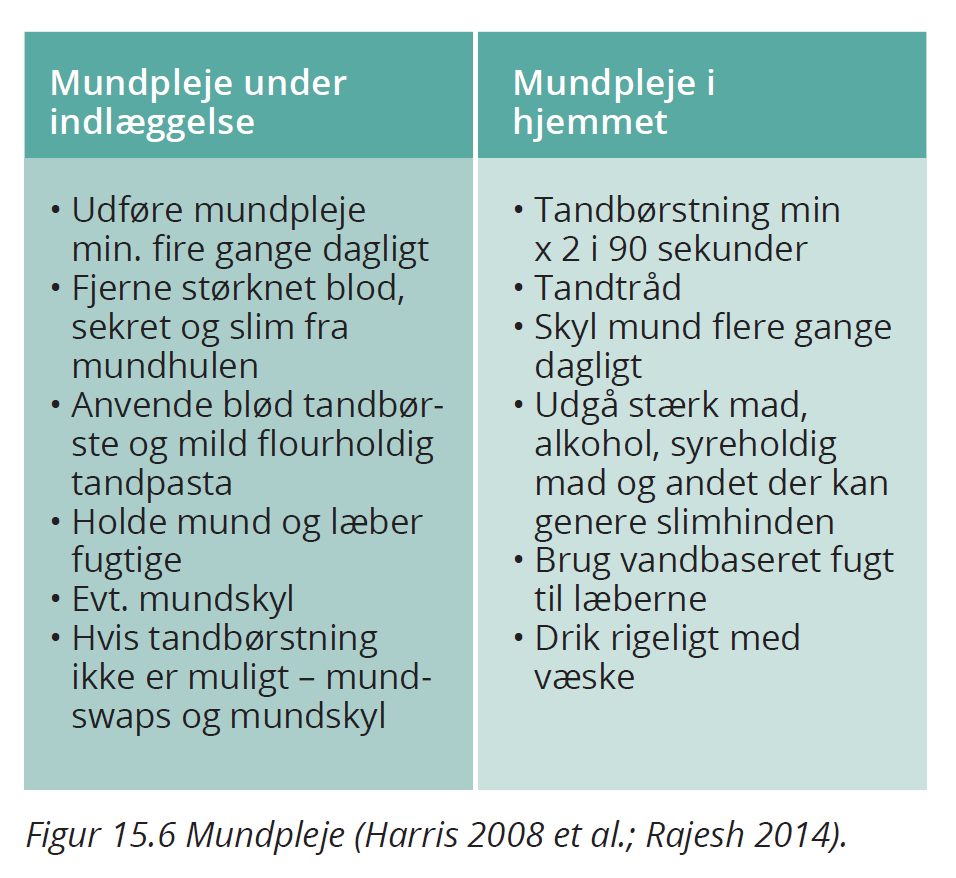 Mundpleje under
indlæggelse
• Udføre mundpleje
min. fire gange dagligt
• Fjerne størknet blod,
sekret og slim fra
mundhulen
• Anvende blød tandbør-
ste og mild flourholdig
tandpasta
• Holde mund og læber
fugtige
• Evt. mundskyl
• Hvis tandbørstning
ikke er muligt – mund-
swaps og mundskyl
Mundpleje i
hjemmet
• Tandbørstning min
x 2 i 90 sekunder
• Tandtråd
• Skyl mund flere gange
dagligt
• Udgå stærk mad,
alkohol, syreholdig
mad og andet der kan
genere slimhinden
• Brug vandbaseret fugt
til læberne
• Drik rigeligt med
væske
Figur 15.6 Mundpleje (Harris 2008 et al.; Rajesh 2014).